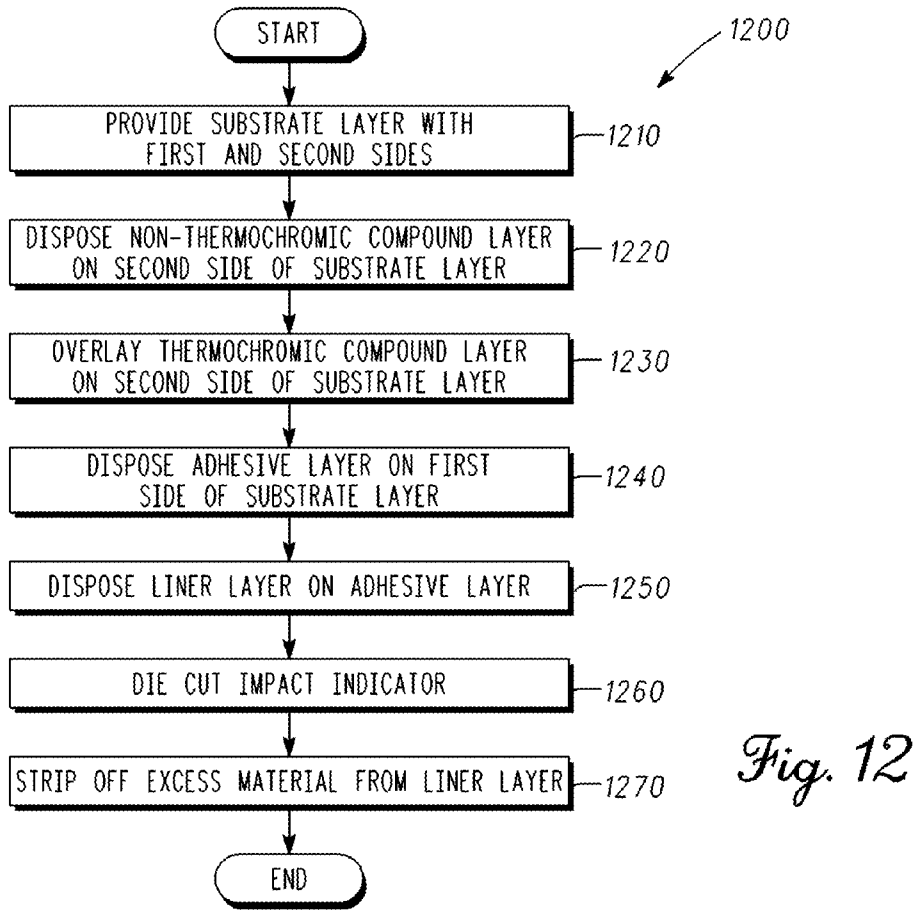 START
1200
PROVIDE SUBSTRATE LAYER WITH
FIRST AND SECOND SIDES
1210
DISPOSE NON-THERMOCHROMIC COMPOUND LAYER
ON SECOND SIDE OF SUBSTRATE LAYER
1220
OVERLAY THERMOCHROMIC COMPOUND LAYER
ON SECOND SIDE OF SUBSTRATE LAYER
1230
DISPOSE ADHESIVE LAYER ON FIRST
SIDE OF SUBSTRATE LAYER
1240
DISPOSE LINER LAYER ON ADHESIVE LAYER
1250
DIE CUT IMPACT INDICATOR
1260
STRIP OFF EXCESS MATERIAL FROM LINER LAYER
1270
END
Fig. 12